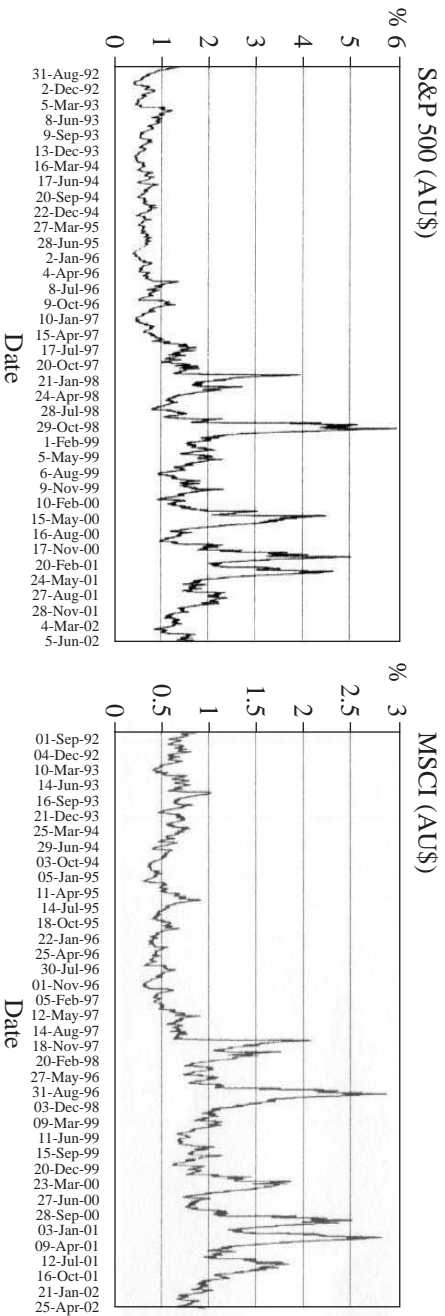 S&P 500 (AU$)
%
6
5
4
3
2
1
0
31-Aug-92
2-Dec-92
5-Mar-93
8-Jun-93
9-Sep-93
13-Dec-93
16-Mar-94
17-Jun-94
20-Sep-94
22-Dec-94
27-Mar-95
28-Jun-95
2-Jan-96
4-Apr-96
8-Jul-96
9-Oct-96
10-Jan-97
15-Apr-97
17-Jul-97
20-Oct-97
21-Jan-98
24-Apr-98
28-Jul-98
29-Oct-98
1-Feb-99
5-May-99
6-Aug-99
9-Nov-99
10-Feb-00
15-May-00
16-Aug-00
17-Nov-00
20-Feb-01
24-May-01
27-Aug-01
28-Nov-01
4-Mar-02
5-Jun-02
Date
MSCI (AU$)
%
3
2.5
2
1.5
1
0.5
0
01-Sep-92
04-Dec-92
10-Mar-93
14-Jun-93
16-Sep-93
21-Dec-93
25-Mar-94
29-Jun-94
03-Oct-94
05-Jan-95
11-Apr-95
14-Jul-95
18-Oct-95
22-Jan-96
25-Apr-96
30-Jul-96
01-Nov-96
05-Feb-97
12-May-97
14-Aug-97
18-Nov-97
20-Feb-98
27-May-96
31-Aug-96
03-Dec-98
09-Mar-99
11-Jun-99
15-Sep-99
20-Dec-99
23-Mar-00
27-Jun-00
28-Sep-00
03-Jan-01
09-Apr-01
12-Jul-01
16-Oct-01
21-Jan-02
25-Apr-02
Date